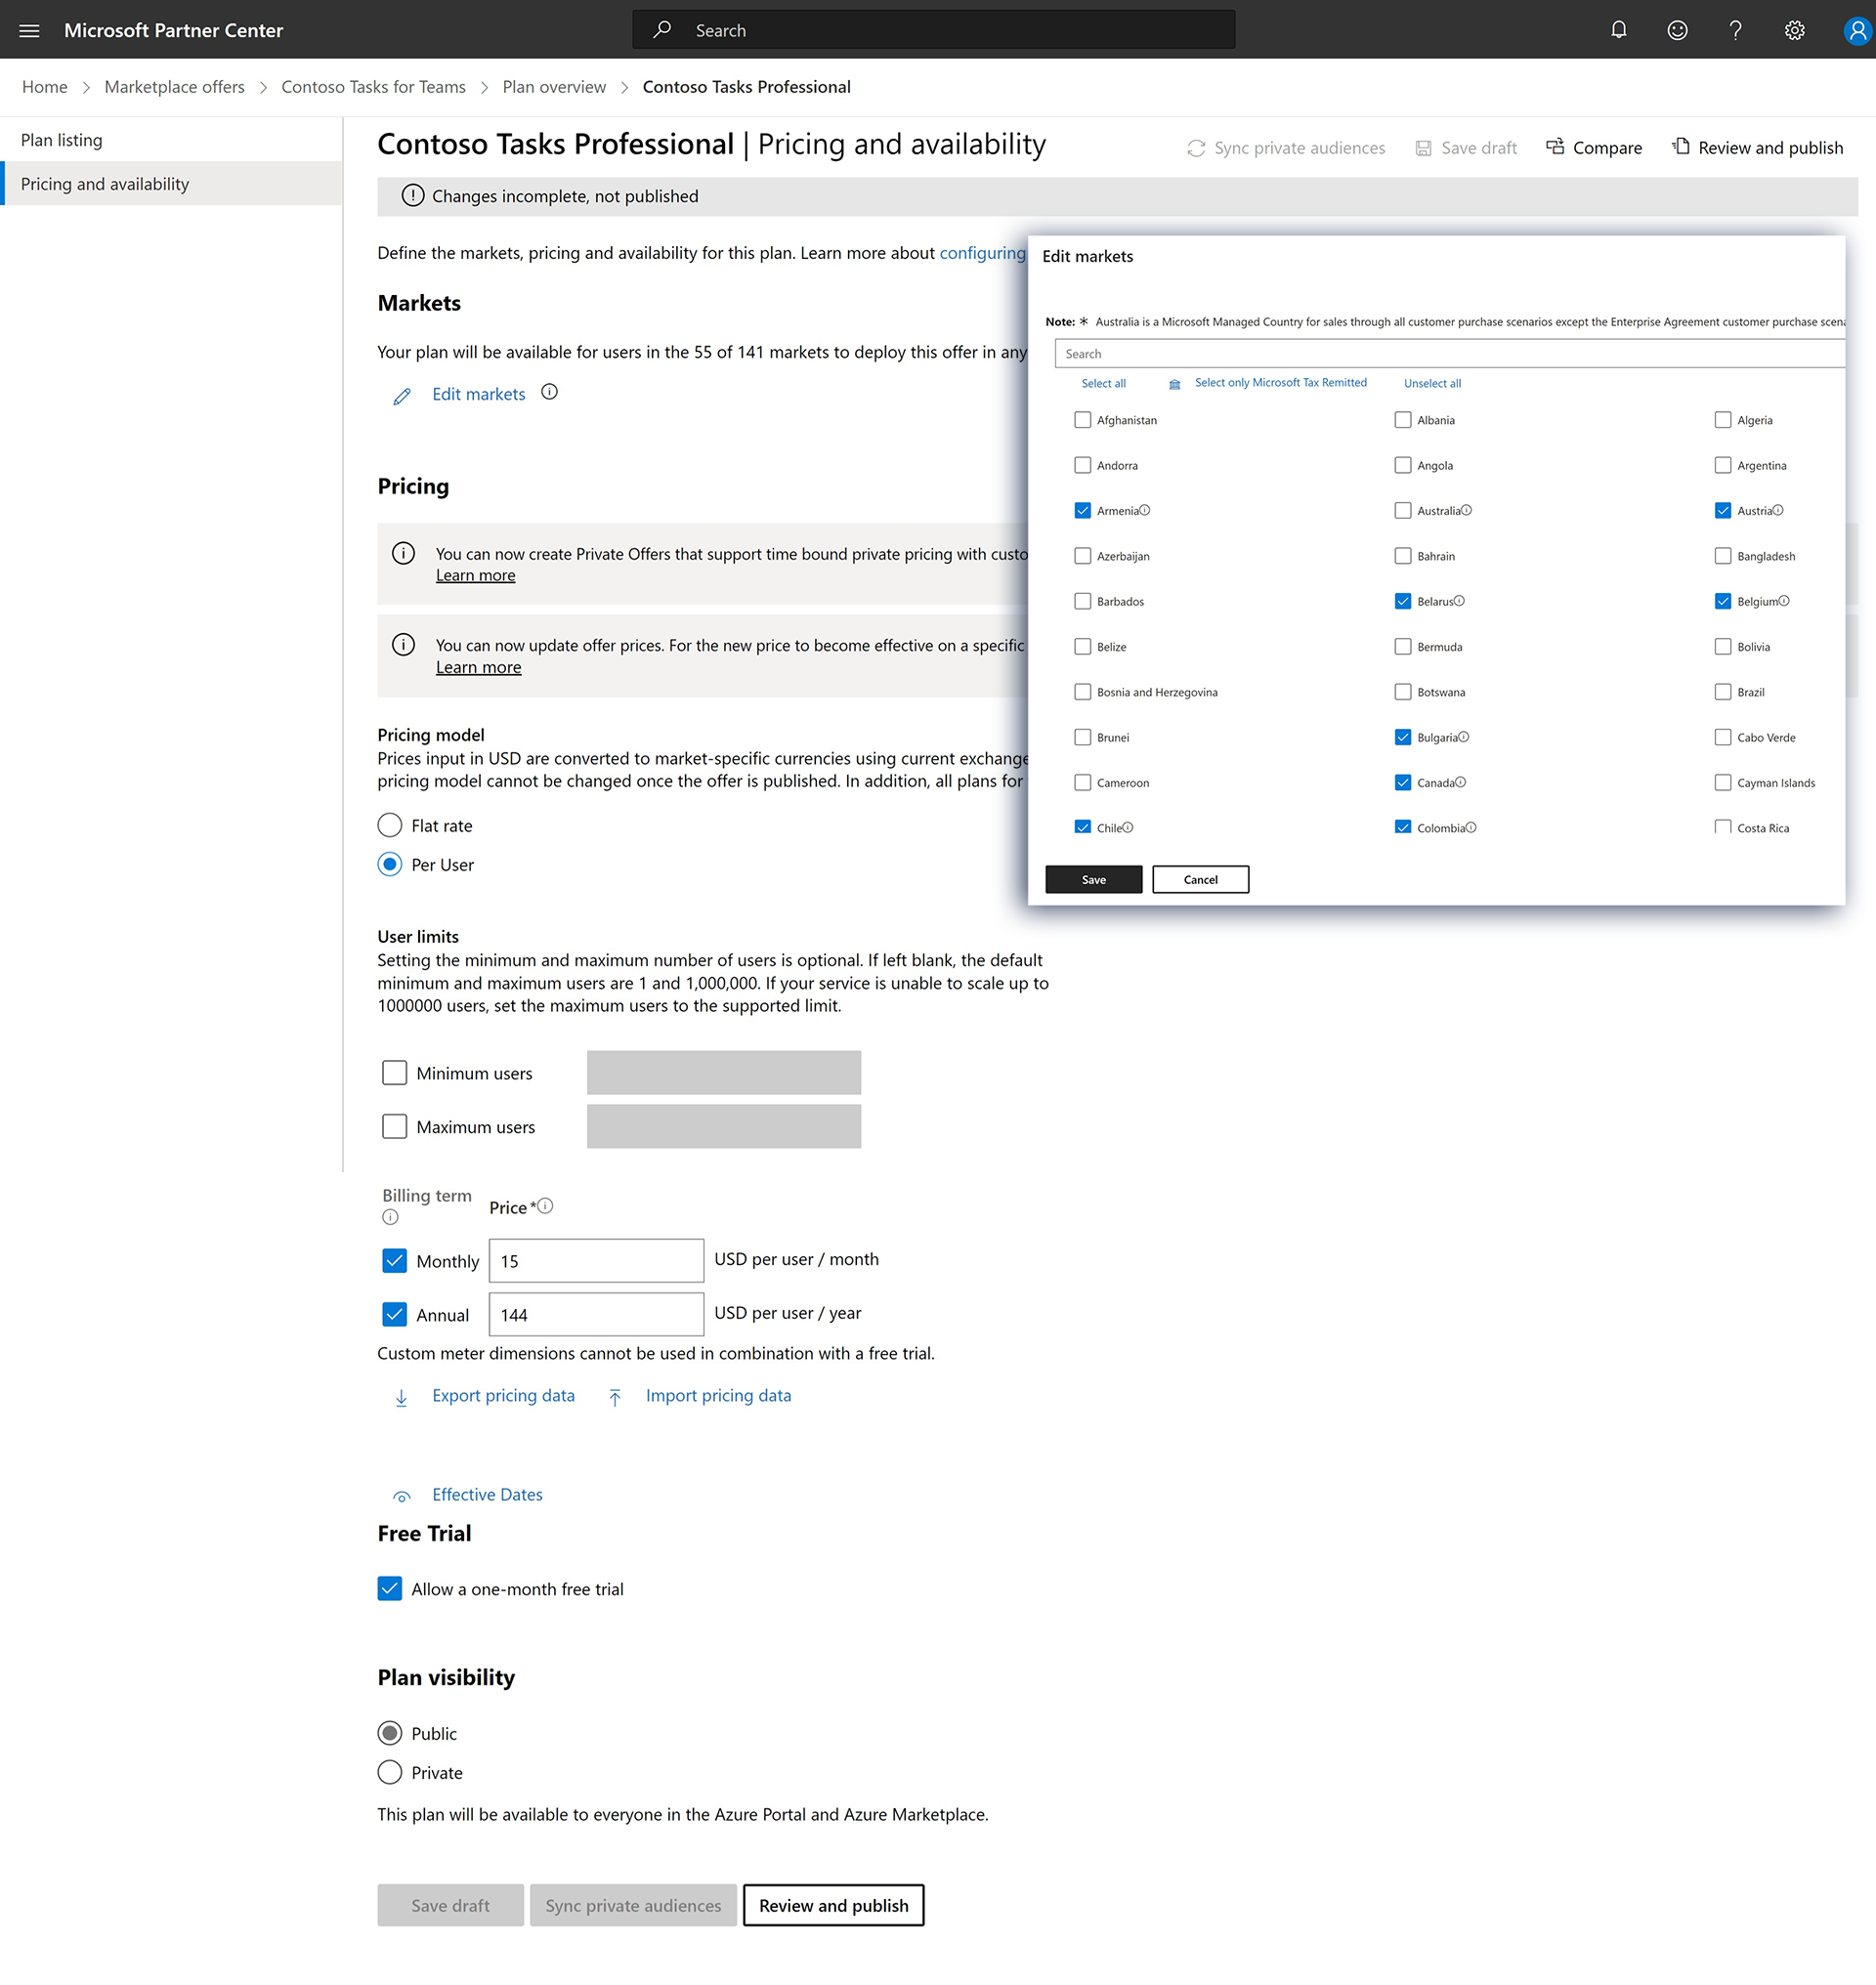 Microsoft Partner Center
Search
Home > Marketplace offers > Contoso Tasks for Teams > Plan overview > Contoso Tasks Professional
Plan listing
Pricing and availability
Contoso Tasks Professional | Pricing and availability
Sync private audiences
Save draft
Compare
Review and publish
Changes incomplete, not published
Define the markets, pricing and availability for this plan. Learn more about configuring
Markets
Your plan will be available for users in the 55 of 141 markets to deploy this offer in any
Edit markets
Pricing
You can now create Private Offers that support time bound private pricing with custo
Learn more
You can now update offer prices. For the new price to become effective on a specific
Learn more
Pricing model
Prices input in USD are converted to market-specific currencies using current exchange
pricing model cannot be changed once the offer is published. In addition, all plans for
Flat rate
Per User
User limits
Setting the minimum and maximum number of users is optional. If left blank, the default
minimum and maximum users are 1 and 1,000,000. If your service is unable to scale up to
1000000 users, set the maximum users to the supported limit.
Minimum users
Maximum users
Billing term
Price *
Monthly 15 USD per user / month
Annual 144 USD per user / year
Custom meter dimensions cannot be used in combination with a free trial.
Export pricing data
Import pricing data
Effective Dates
Free Trial
Allow a one-month free trial
Plan visibility
Public
Private
This plan will be available to everyone in the Azure Portal and Azure Marketplace.
Save draft
Sync private audiences
Review and publish
Edit markets
Note: * Australia is a Microsoft Managed Country for sales through all customer purchase scenarios except the Enterprise Agreement customer purchase scena
Search
Select all
Select only Microsoft Tax Remitted
Unselect all
Afghanistan Albania Algeria
Andorra Angola Argentina
Armenia Australia Austria
Azerbaijan Bahrain Bangladesh
Barbados Belarus Belgium
Belize Bermuda Bolivia
Bosnia and Herzegovina Botswana Brazil
Brunei Bulgaria Cabo Verde
Cameroon Canada Cayman Islands
Chile Colombia Costa Rica
Save
Cancel